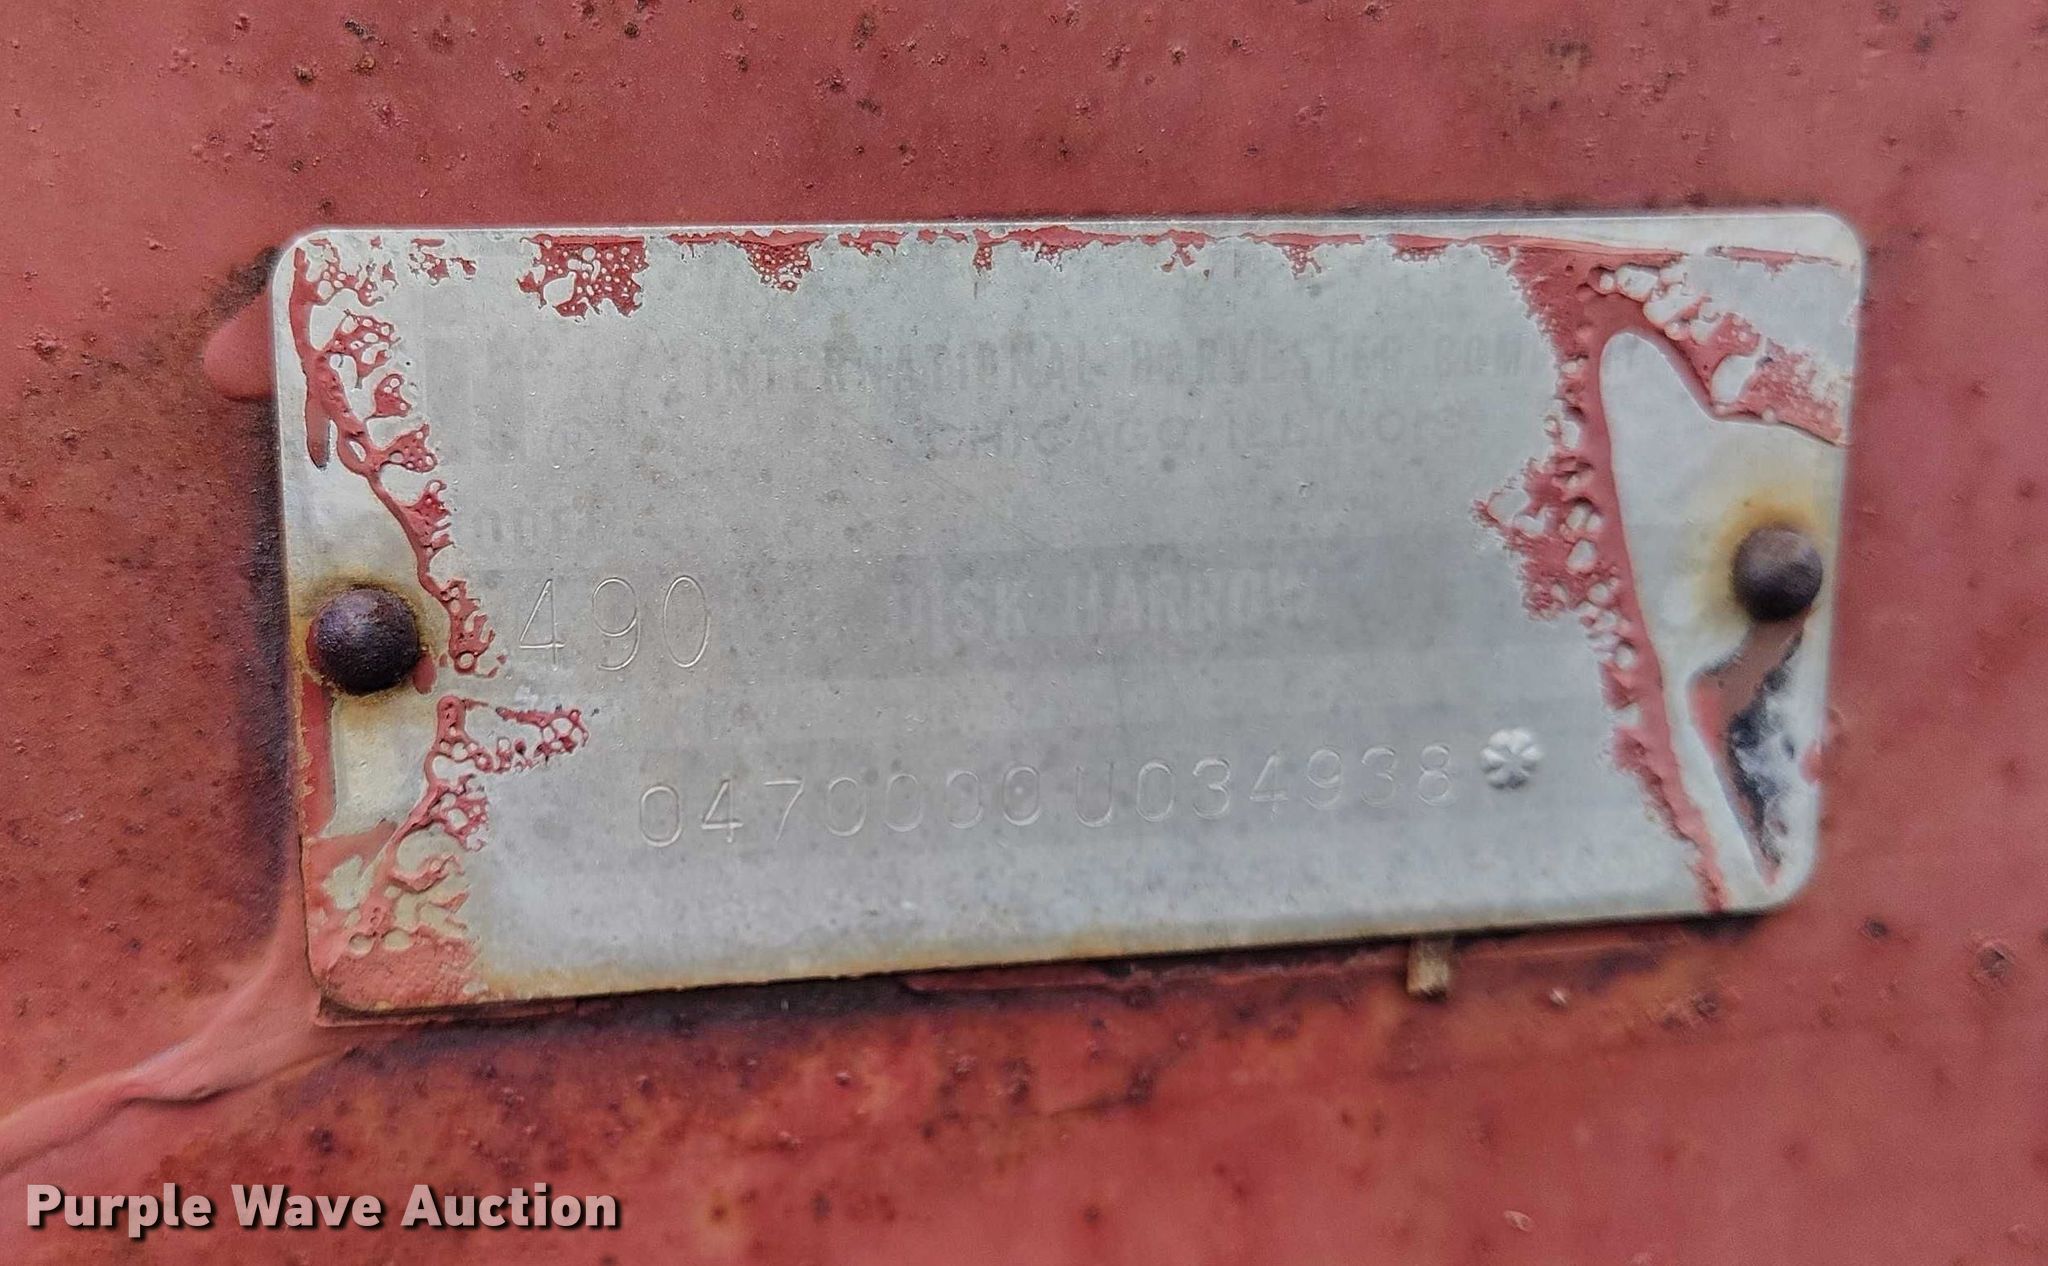 INTERNATIONAL HARVESTER COMPANY
CHICAGO, ILLINOIS
490
DISK HARROW
0470000U034938
Purple Wave Auction